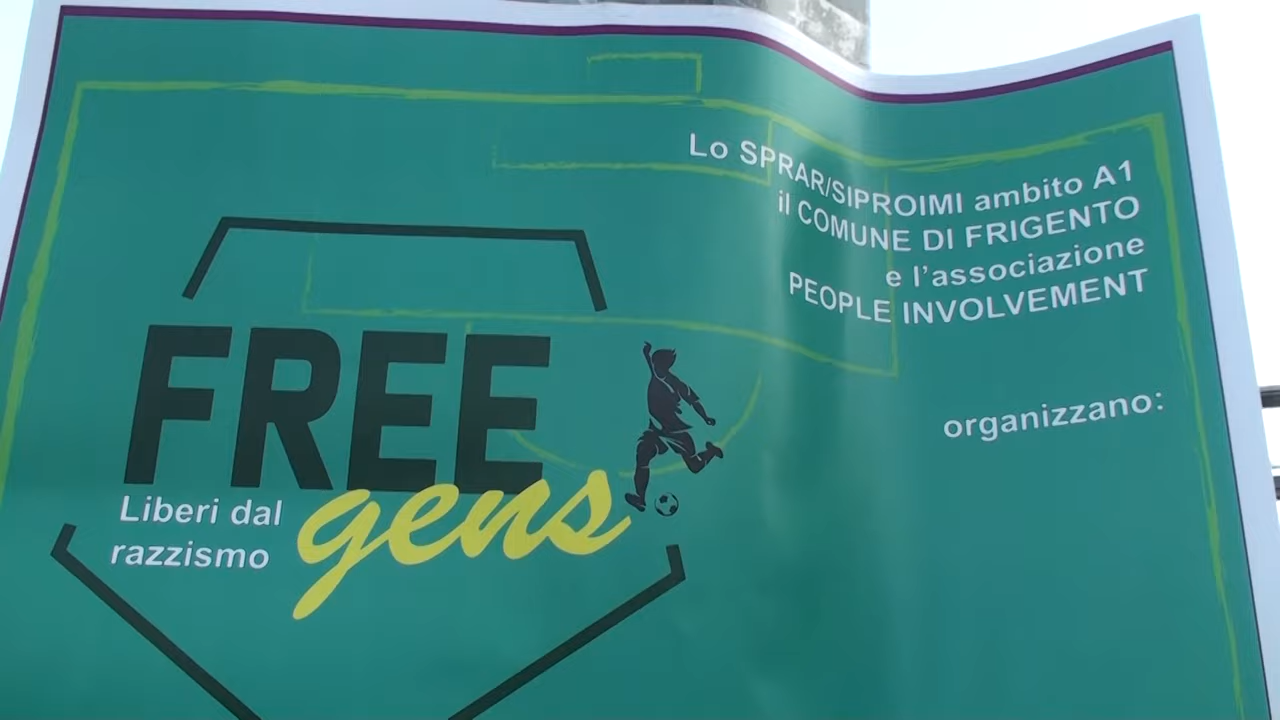 Lo SPRAR/SIPROIMI ambito A1
il COMUNE DI FRIGENTO
e l'associazione
PEOPLE INVOLVEMENT
organizzano:
FREE
gens
Liberi dal
razzismo